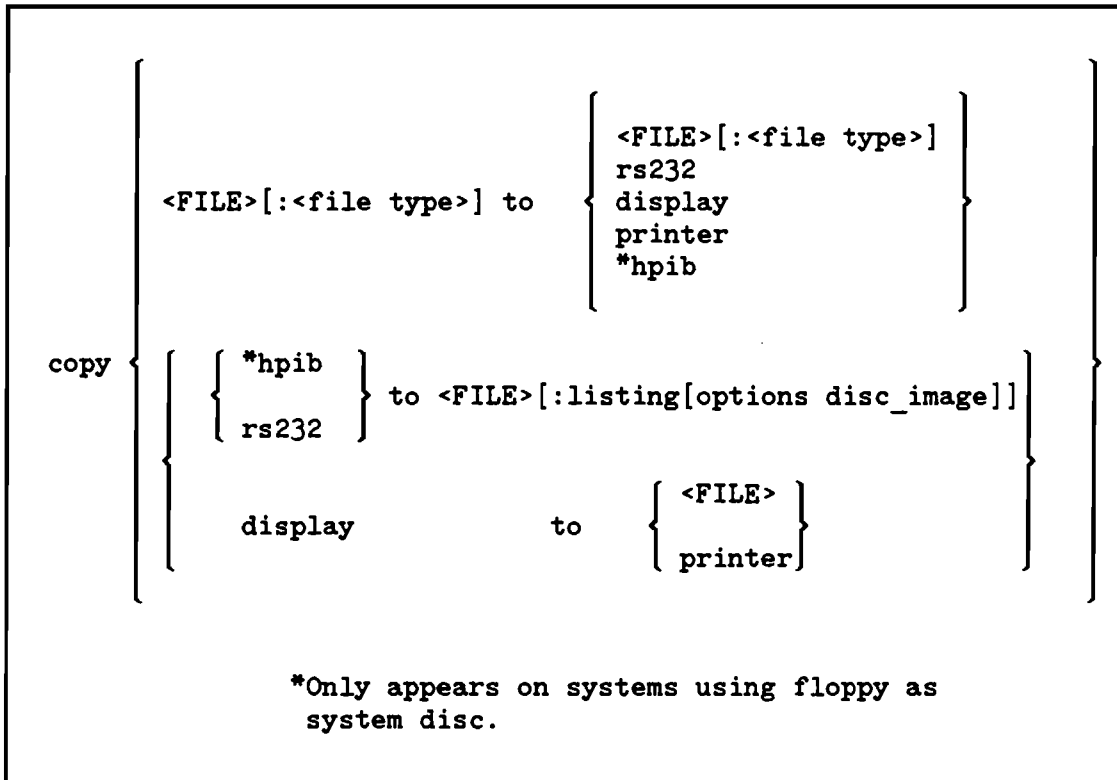 <FILE>[:<file type>]
rs232
<FILE>[:<file type>] to display
printer
*hpib
copy
*hpib
to <FILE>[:listing[options disc_image]]
rs232
<FILE>
display to
printer
*Only appears on systems using floppy as
system disc.